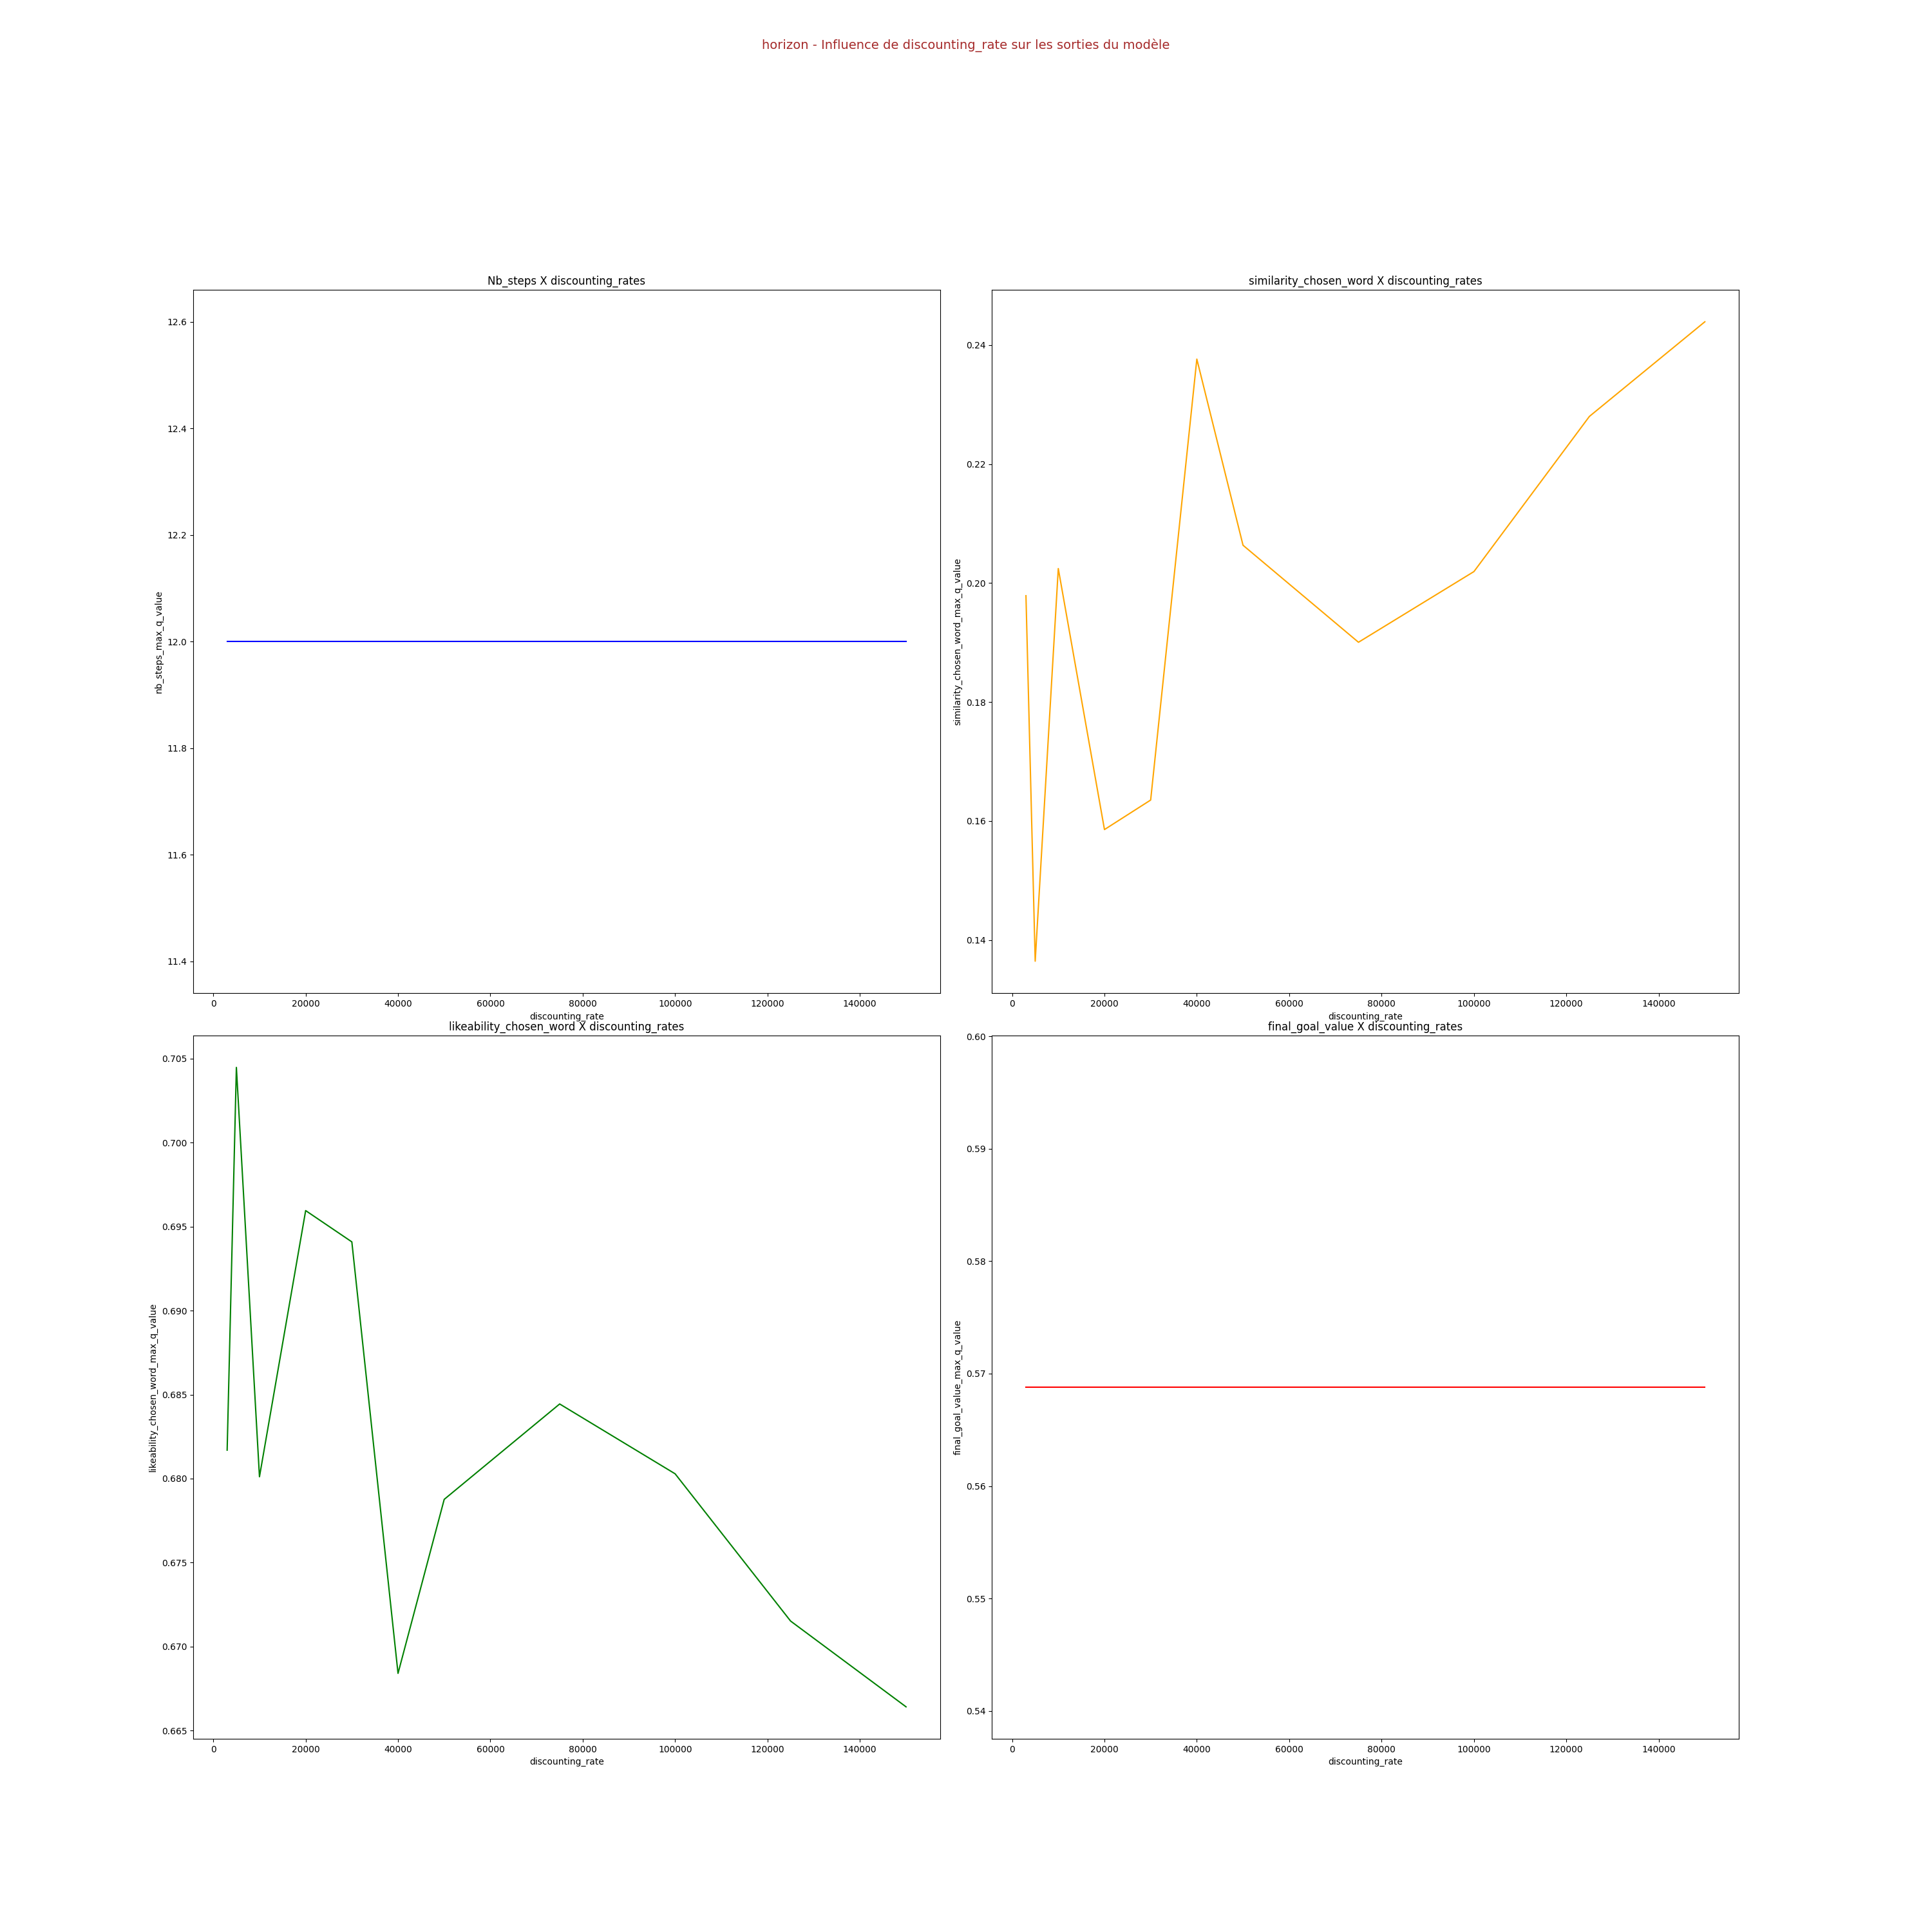 horizon - Influence de discounting_rate sur les sorties du modèle
Nb_steps X discounting_rates
12.6
12.4
12.2
12.0
11.8
11.6
11.4
nb_steps_max_q_value
0 20000 40000 60000 80000 100000 120000 140000
discounting_rate
similarity_chosen_word X discounting_rates
0.24
0.22
0.20
0.18
0.16
0.14
similarity_chosen_word_max_q_value
0 20000 40000 60000 80000 100000 120000 140000
discounting_rate
likeability_chosen_word X discounting_rates
0.705
0.700
0.695
0.690
0.685
0.680
0.675
0.670
0.665
likeability_chosen_word_max_q_value
0 20000 40000 60000 80000 100000 120000 140000
discounting_rate
final_goal_value X discounting_rates
0.60
0.59
0.58
0.57
0.56
0.55
0.54
final_goal_value_max_q_value
0 20000 40000 60000 80000 100000 120000 140000
discounting_rate